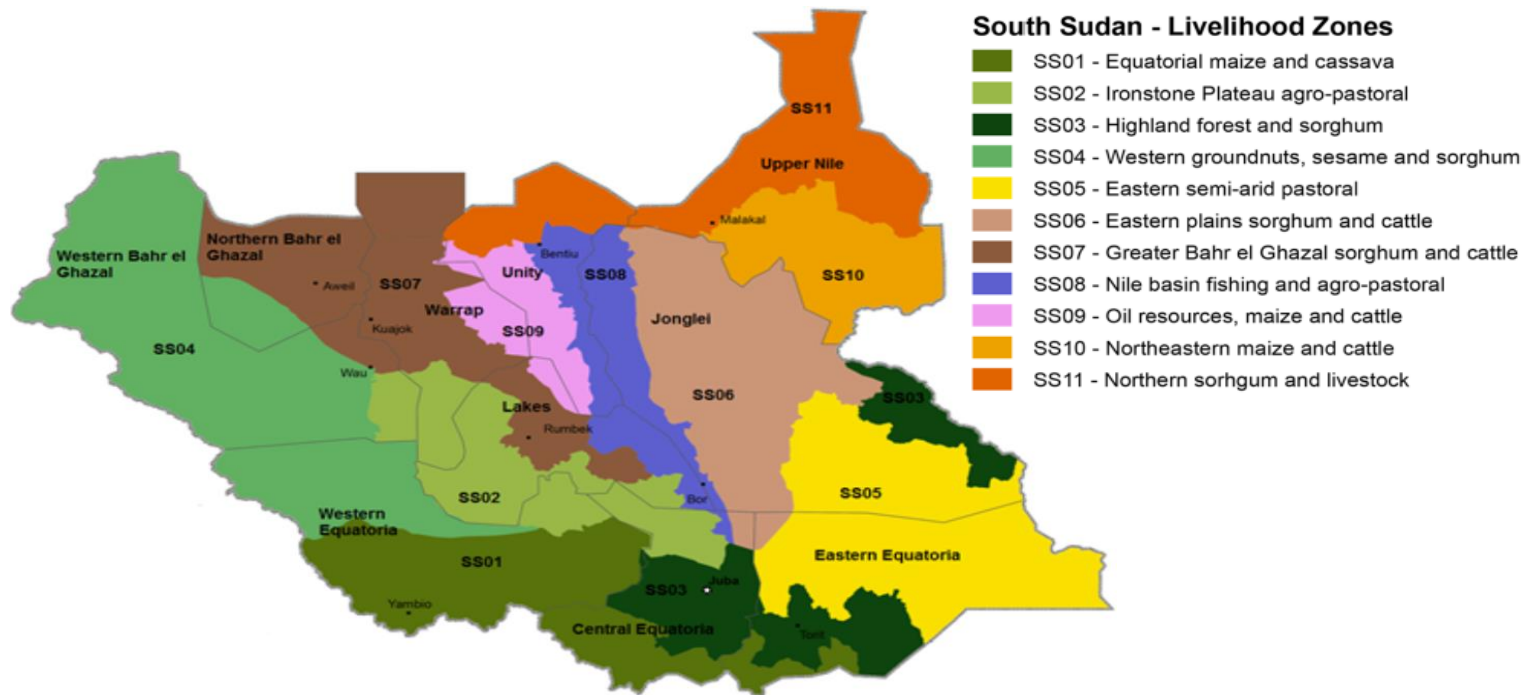 South Sudan - Livelihood Zones
SS01 - Equatorial maize and cassava
SS02 - Ironstone Plateau agro-pastoral
SS03 - Highland forest and sorghum
SS04 - Western groundnuts, sesame and sorghum
SS05 - Eastern semi-arid pastoral
SS06 - Eastern plains sorghum and cattle
SS07 - Greater Bahr el Ghazal sorghum and cattle
SS08 - Nile basin fishing and agro-pastoral
SS09 - Oil resources, maize and cattle
SS10 - Northeastern maize and cattle
SS11 - Northern sorhgum and livestock
SS11
Upper Nile
Malakal
Northern Bahr el
Ghazal
Western Bahr el
Ghazal
Bentiu
Unity
SS08
SS10
Aweil
SS07
Warrap
Kuajok
SS09
Jonglei
SS04
Wau
SS06
SS03
Lakes
Rumbek
SS02
Bor
SS05
Western
Equatoria
SS01
Eastern Equatoria
SS03
Juba
Yambio
Central Equatoria
Torit